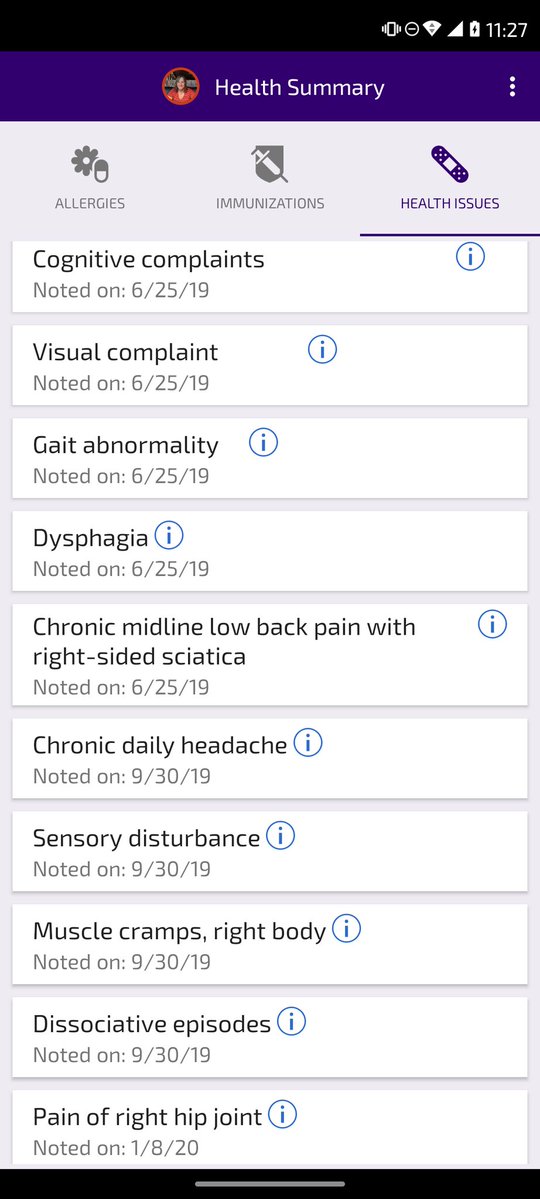 11:27
Health Summary
ALLERGIES
IMMUNIZATIONS
HEALTH ISSUES
Cognitive complaints
Noted on: 6/25/19
Visual complaint
Noted on: 6/25/19
Gait abnormality
Noted on: 6/25/19
Dysphagia
Noted on: 6/25/19
Chronic midline low back pain with
right-sided sciatica
Noted on: 6/25/19
Chronic daily headache
Noted on: 9/30/19
Sensory disturbance
Noted on: 9/30/19
Muscle cramps, right body
Noted on: 9/30/19
Dissociative episodes
Noted on: 9/30/19
Pain of right hip joint
Noted on: 1/8/20